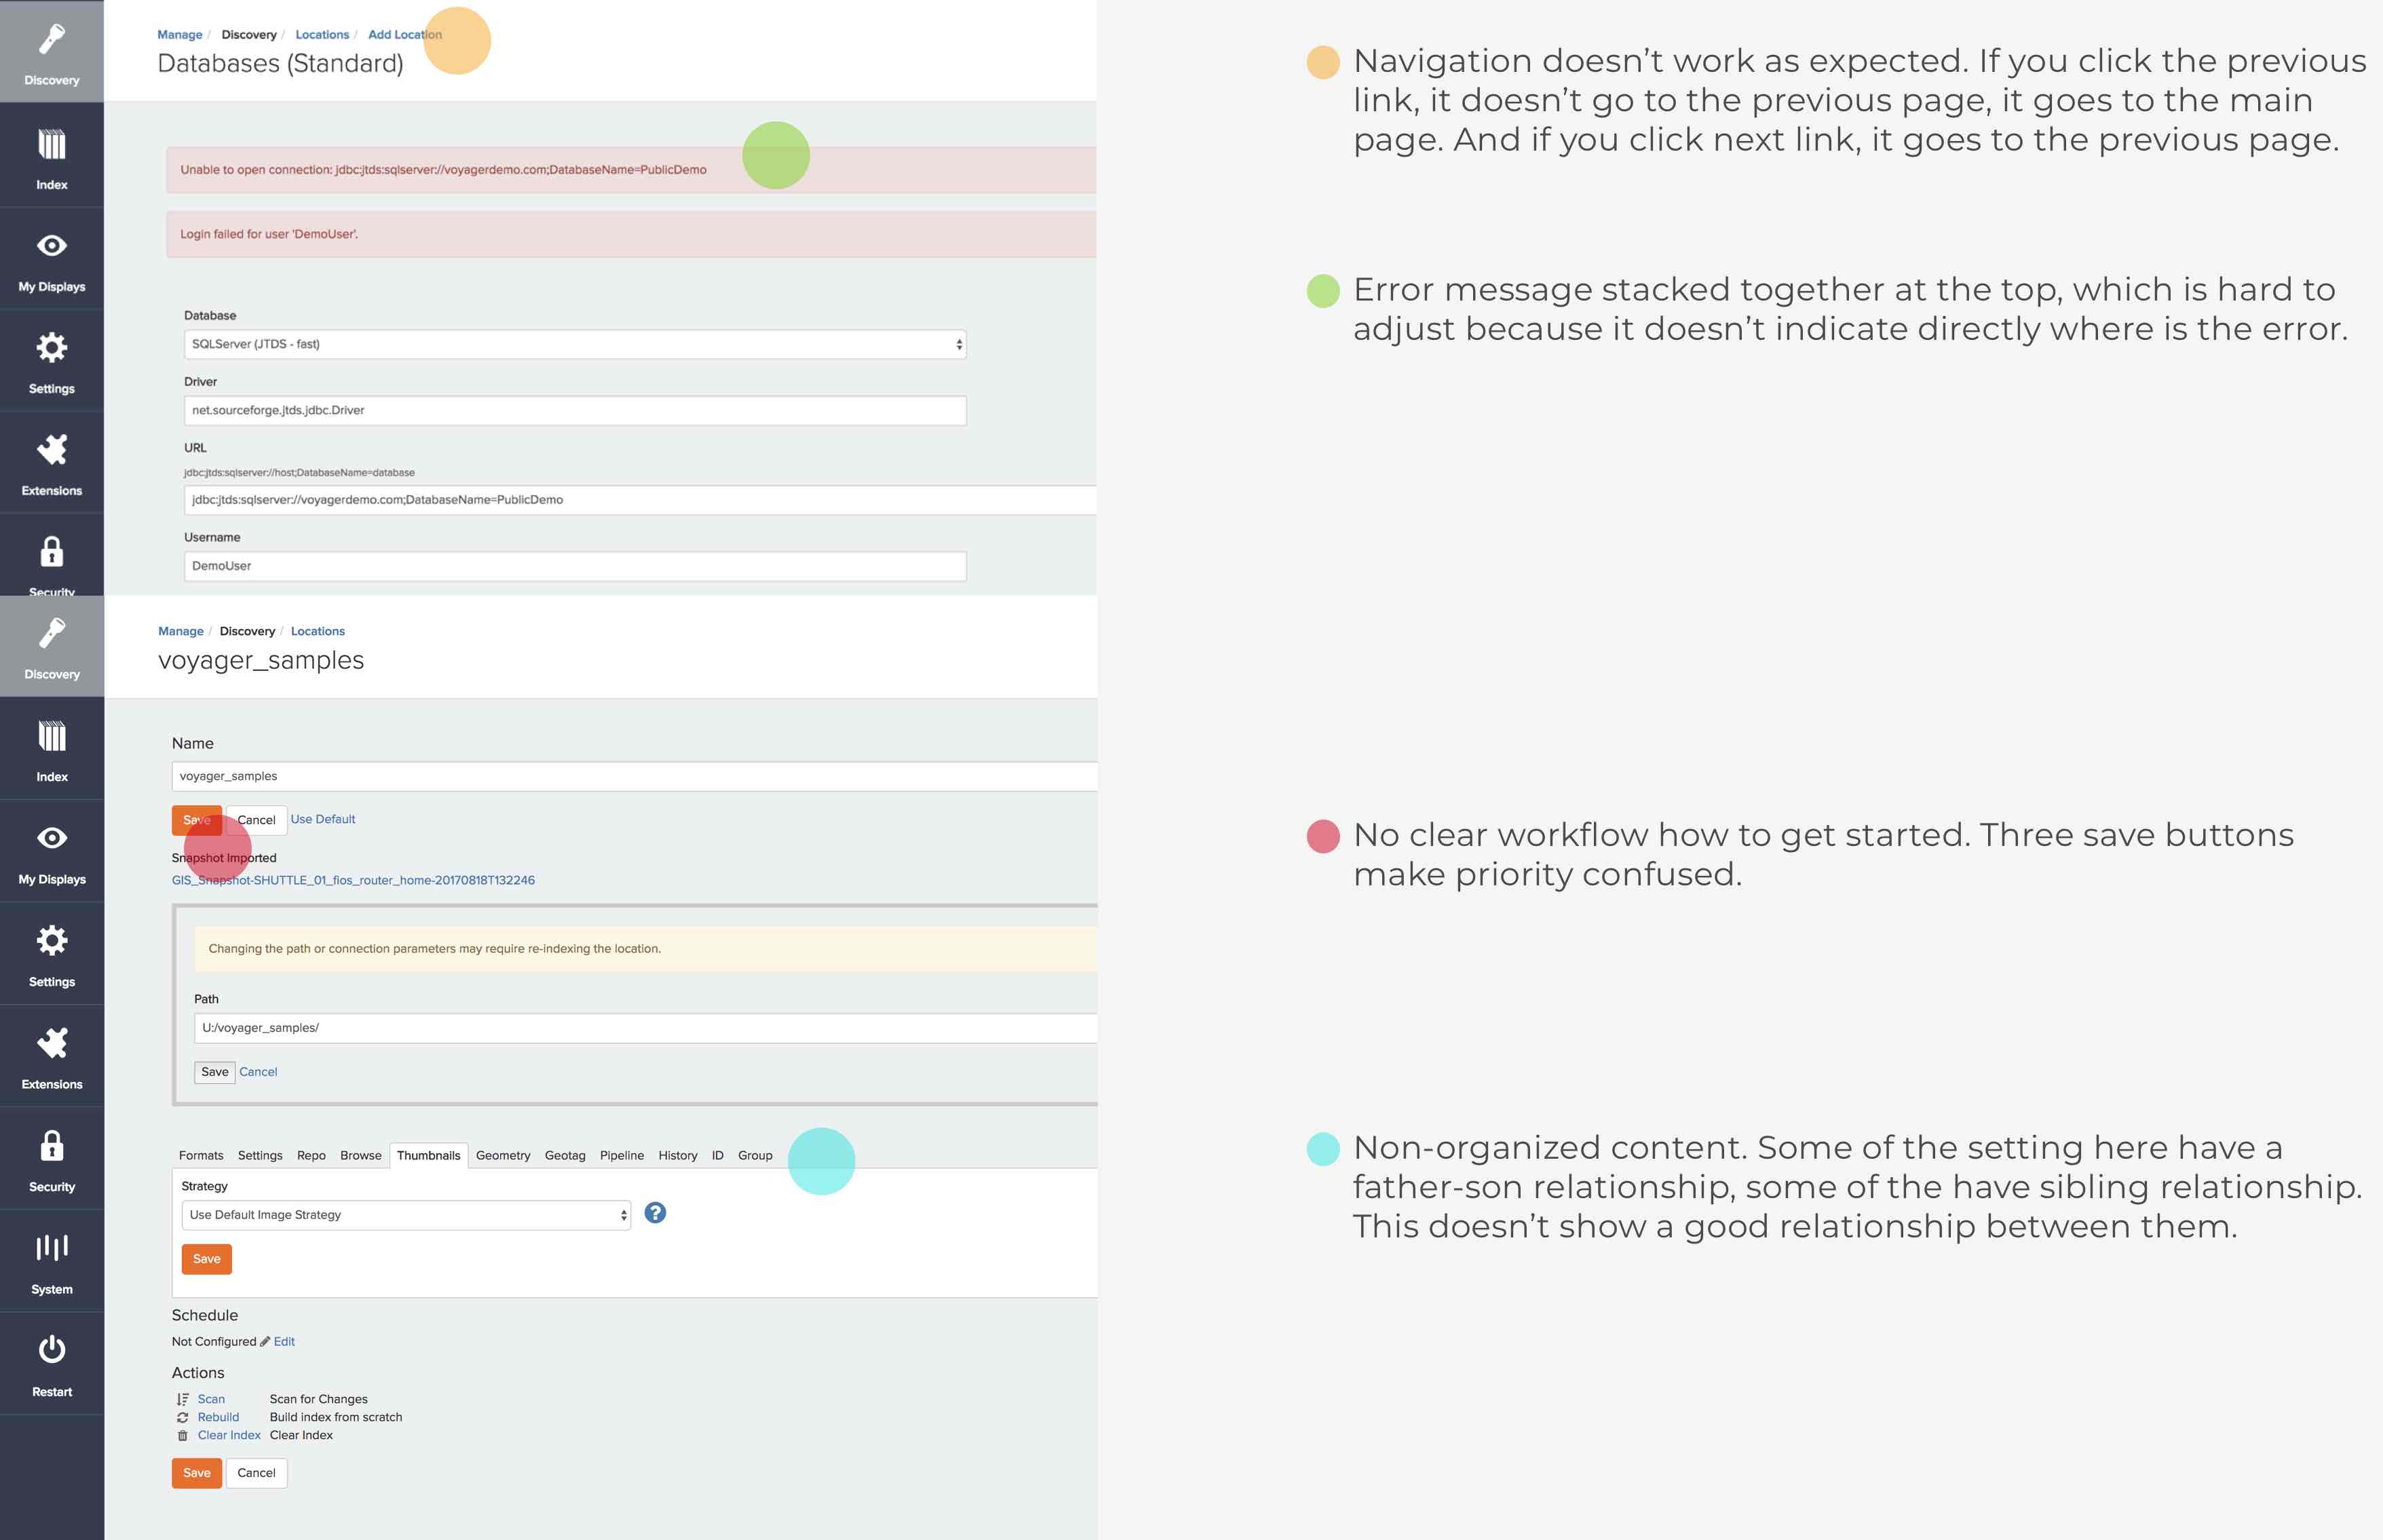 Discovery
Index
My Displays
Settings
Extensions
Security
Manage / Discovery / Locations / Add Location
Databases (Standard)
Unable to open connection: jdbc:jtds:sqlserver://voyagerdemo.com;DatabaseName=PublicDemo
Login failed for user 'DemoUser'.
Database
SQLServer (JTDS - fast)
Driver
net.sourceforge.jtds.jdbc.Driver
URL
jdbc:jtds:sqlserver://host;DatabaseName=database
jdbc:jtds:sqlserver://voyagerdemo.com;DatabaseName=PublicDemo
Username
DemoUser
Discovery
Index
My Displays
Settings
Extensions
Security
System
Restart
Manage / Discovery / Locations
voyager_samples
Name
voyager_samples
Save Cancel Use Default
Snapshot Imported
GIS_Snapshot-SHUTTLE_01_fios_router_home-20170818T132246
Changing the path or connection parameters may require re-indexing the location.
Path
U:/voyager_samples/
Save Cancel
Formats Settings Repo Browse Thumbnails Geometry Geotag Pipeline History ID Group
Strategy
Use Default Image Strategy
?
Save
Schedule
Not Configured Edit
Actions
Scan Scan for Changes
Rebuild Build index from scratch
Clear Index Clear Index
Save Cancel
Navigation doesn’t work as expected. If you click the previous
link, it doesn’t go to the previous page, it goes to the main
page. And if you click next link, it goes to the previous page.
Error message stacked together at the top, which is hard to
adjust because it doesn’t indicate directly where is the error.
No clear workflow how to get started. Three save buttons
make priority confused.
Non-organized content. Some of the setting here have a
father-son relationship, some of the have sibling relationship.
This doesn’t show a good relationship between them.